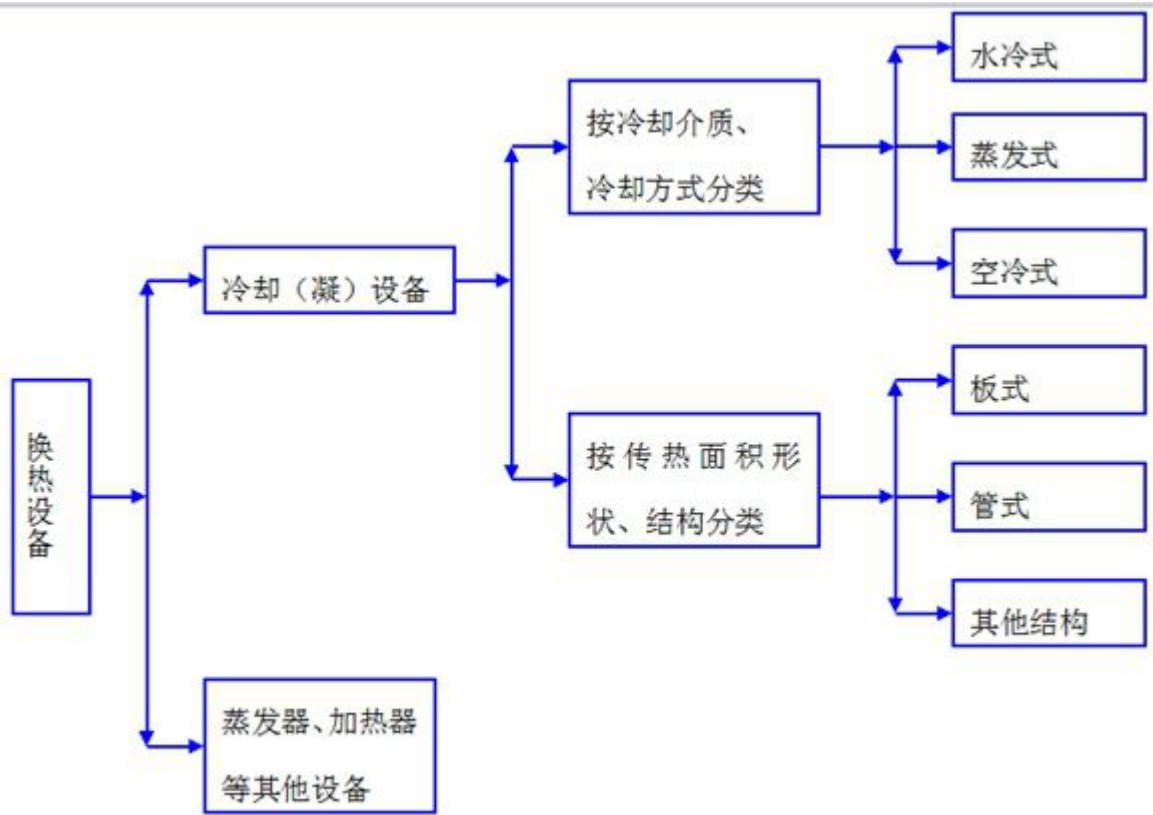 换热设备
冷却（凝）设备
蒸发器、加热器
等其他设备
按冷却介质、
冷却方式分类
按传热面积形
状、结构分类
水冷式
蒸发式
空冷式
板式
管式
其他结构